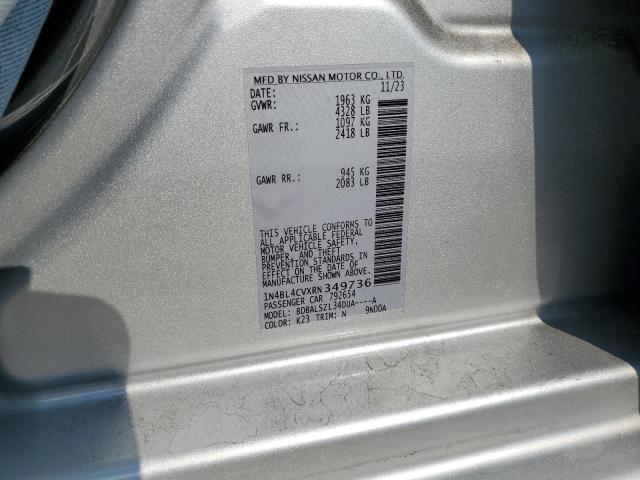 MFD BY NISSAN MOTOR CO., LTD.
DATE: 11/23
GVWR: 1963 KG
4328 LB
GAWR FR.: 1097 KG
2418 LB
GAWR RR.: 945 KG
2083 LB
THIS VEHICLE CONFORMS TO
ALL APPLICABLE FEDERAL
MOTOR VEHICLE SAFETY,
BUMPER, AND THEFT
PREVENTION STANDARDS IN
EFFECT ON THE DATE OF
MANUFACTURE SHOWN ABOVE.
1N4BL4CVXRN349736
PASSENGER CAR 792654
MODEL: BDBALSZL34DUA----A
COLOR: K23 TRIM: N 9N00A